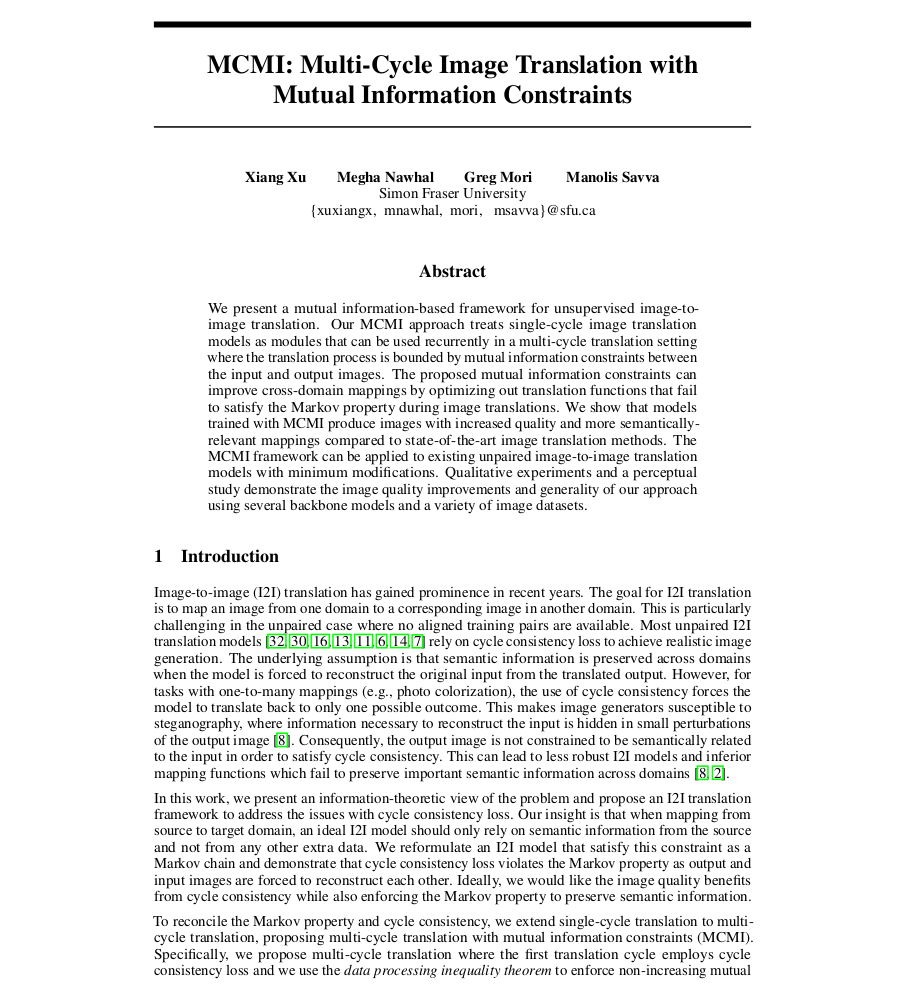 MCMI: Multi-Cycle Image Translation with
Mutual Information Constraints
Xiang Xu Megha Nawhal Greg Mori Manolis Savva
Simon Fraser University
{xuxiangx, mnawhal, mori, msavva}@sfu.ca
Abstract
We present a mutual information-based framework for unsupervised image-to-
image translation. Our MCMI approach treats single-cycle image translation
models as modules that can be used recurrently in a multi-cycle translation setting
where the translation process is bounded by mutual information constraints between
the input and output images. The proposed mutual information constraints can
improve cross-domain mappings by optimizing out translation functions that fail
to satisfy the Markov property during image translations. We show that models
trained with MCMI produce images with increased quality and more semantically-
relevant mappings compared to state-of-the-art image translation methods. The
MCMI framework can be applied to existing unpaired image-to-image translation
models with minimum modifications. Qualitative experiments and a perceptual
study demonstrate the image quality improvements and generality of our approach
using several backbone models and a variety of image datasets.
1 Introduction
Image-to-image (I2I) translation has gained prominence in recent years. The goal for I2I translation
is to map an image from one domain to a corresponding image in another domain. This is particularly
challenging in the unpaired case where no aligned training pairs are available. Most unpaired I2I
translation models [32, 30, 16, 13, 11, 6, 14, 7] rely on cycle consistency loss to achieve realistic image
generation. The underlying assumption is that semantic information is preserved across domains
when the model is forced to reconstruct the original input from the translated output. However, for
tasks with one-to-many mappings (e.g., photo colorization), the use of cycle consistency forces the
model to translate back to only one possible outcome. This makes image generators susceptible to
steganography, where information necessary to reconstruct the input is hidden in small perturbations
of the output image [8]. Consequently, the output image is not constrained to be semantically related
to the input in order to satisfy cycle consistency. This can lead to less robust I2I models and inferior
mapping functions which fail to preserve important semantic information across domains [8, 2].
In this work, we present an information-theoretic view of the problem and propose an I2I translation
framework to address the issues with cycle consistency loss. Our insight is that when mapping from
source to target domain, an ideal I2I model should only rely on semantic information from the source
and not from any other extra data. We reformulate an I2I model that satisfy this constraint as a
Markov chain and demonstrate that cycle consistency loss violates the Markov property as output and
input images are forced to reconstruct each other. Ideally, we would like the image quality benefits
from cycle consistency while also enforcing the Markov property to preserve semantic information.
To reconcile the Markov property and cycle consistency, we extend single-cycle translation to multi-
cycle translation, proposing multi-cycle translation with mutual information constraints (MCMI).
Specifically, we propose multi-cycle translation where the first translation cycle employs cycle
consistency loss and we use the data processing inequality theorem to enforce non-increasing mutual